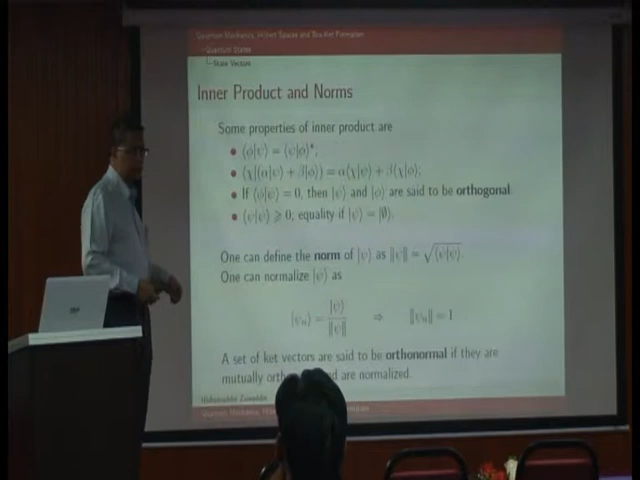 Quantum Mechanics, Hilbert Spaces and Bra-Ket Formalism
Quantum States
State Vectors
Inner Product and Norms
Some properties of inner product are
⟨ϕ|ψ⟩ = ⟨ψ|ϕ⟩*,
⟨χ|(α|ψ⟩ + β|ϕ⟩) = α⟨χ|ψ⟩ + β⟨χ|ϕ⟩;
If ⟨ϕ|ψ⟩ = 0, then |ψ⟩ and |ϕ⟩ are said to be orthogonal
⟨ψ|ψ⟩ ⩾ 0, equality if |ψ⟩ = |∅⟩.
One can define the norm of |ψ⟩ as ‖ψ‖ = √⟨ψ|ψ⟩.
One can normalize |ψ⟩ as
|ψₙ⟩ = |ψ⟩ / ‖ψ‖ ⇒ ‖ψₙ‖ = 1
A set of ket vectors are said to be orthonormal if they are
mutually orth and are normalized.
Quantum Mechanics,